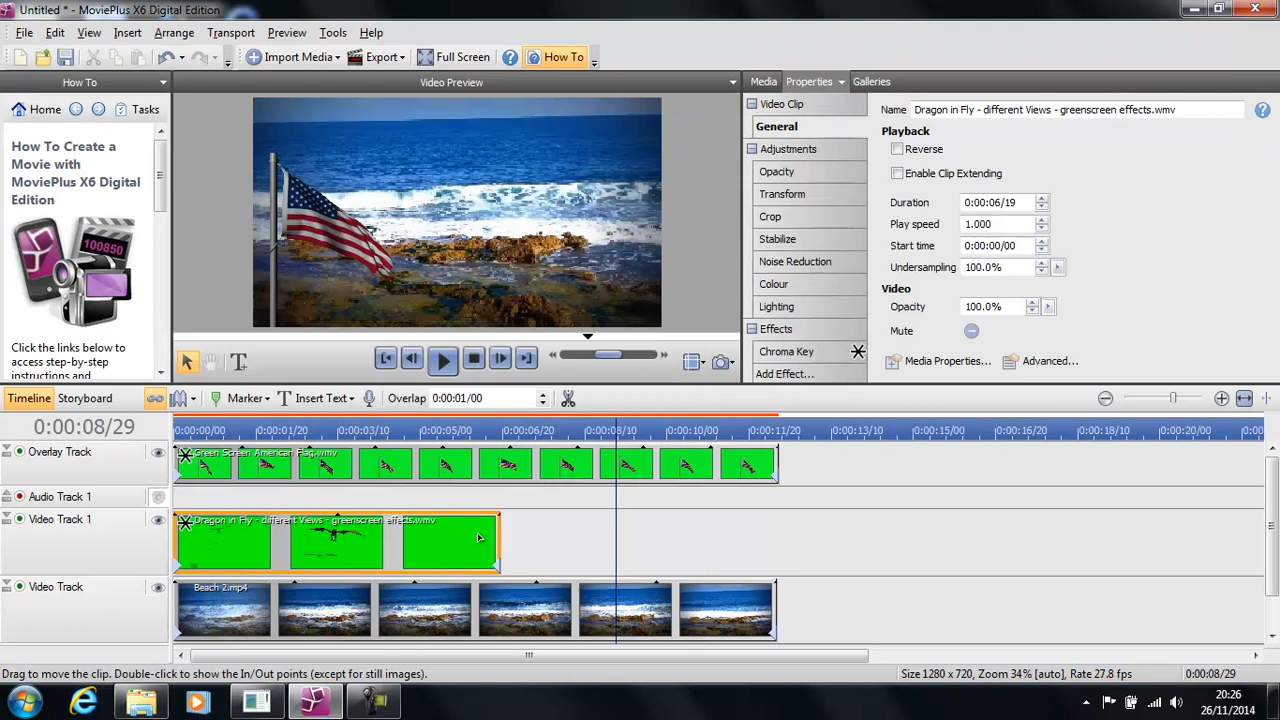 Untitled * - MoviePlus X6 Digital Edition
File Edit View Insert Arrange Transport Preview Tools Help
Import Media Export Full Screen ? ? How To
How To Video Preview Media Properties Galleries
Home Tasks
How To Create a
Movie with
MoviePlus X6 Digital
Edition
100850
Click the links below
to access step-by-step
instructions and
Video Clip
General
Adjustments
Opacity
Transform
Crop
Stabilize
Noise Reduction
Colour
Lighting
Effects
Chroma Key
Add Effect...
Name Dragon in Fly - different Views - greenscreen effects.wmv ?
Playback
Reverse
Enable Clip Extending
Duration 0:00:06/19
Play speed 1.000
Start time 0:00:00/00
Undersampling 100.0%
Video
Opacity 100.0%
Mute
Media Properties... Advanced...
T
Timeline Storyboard Marker T Insert Text Overlap 0:00:01/00
0:00:08/29 0:00:00/00 0:00:01/20 0:00:03/10 0:00:05/00 0:00:06/20 0:00:08/10 0:00:10/00 0:00:11/20 0:00:13/10 0:00:15/00 0:00:16/20 0:00:18/10 0:00:20/00 0:00
Overlay Track Green Screen American Flag.wmv
Audio Track 1
Video Track 1 Dragon in Fly - different Views - greenscreen effects.wmv
Video Track Beach 2.mp4
Drag to move the clip. Double-click to show the In/Out points (except for still images). Size 1280 x 720, Zoom 34% [auto], Rate 27.8 fps 0:00:08/29
20:26
26/11/2014